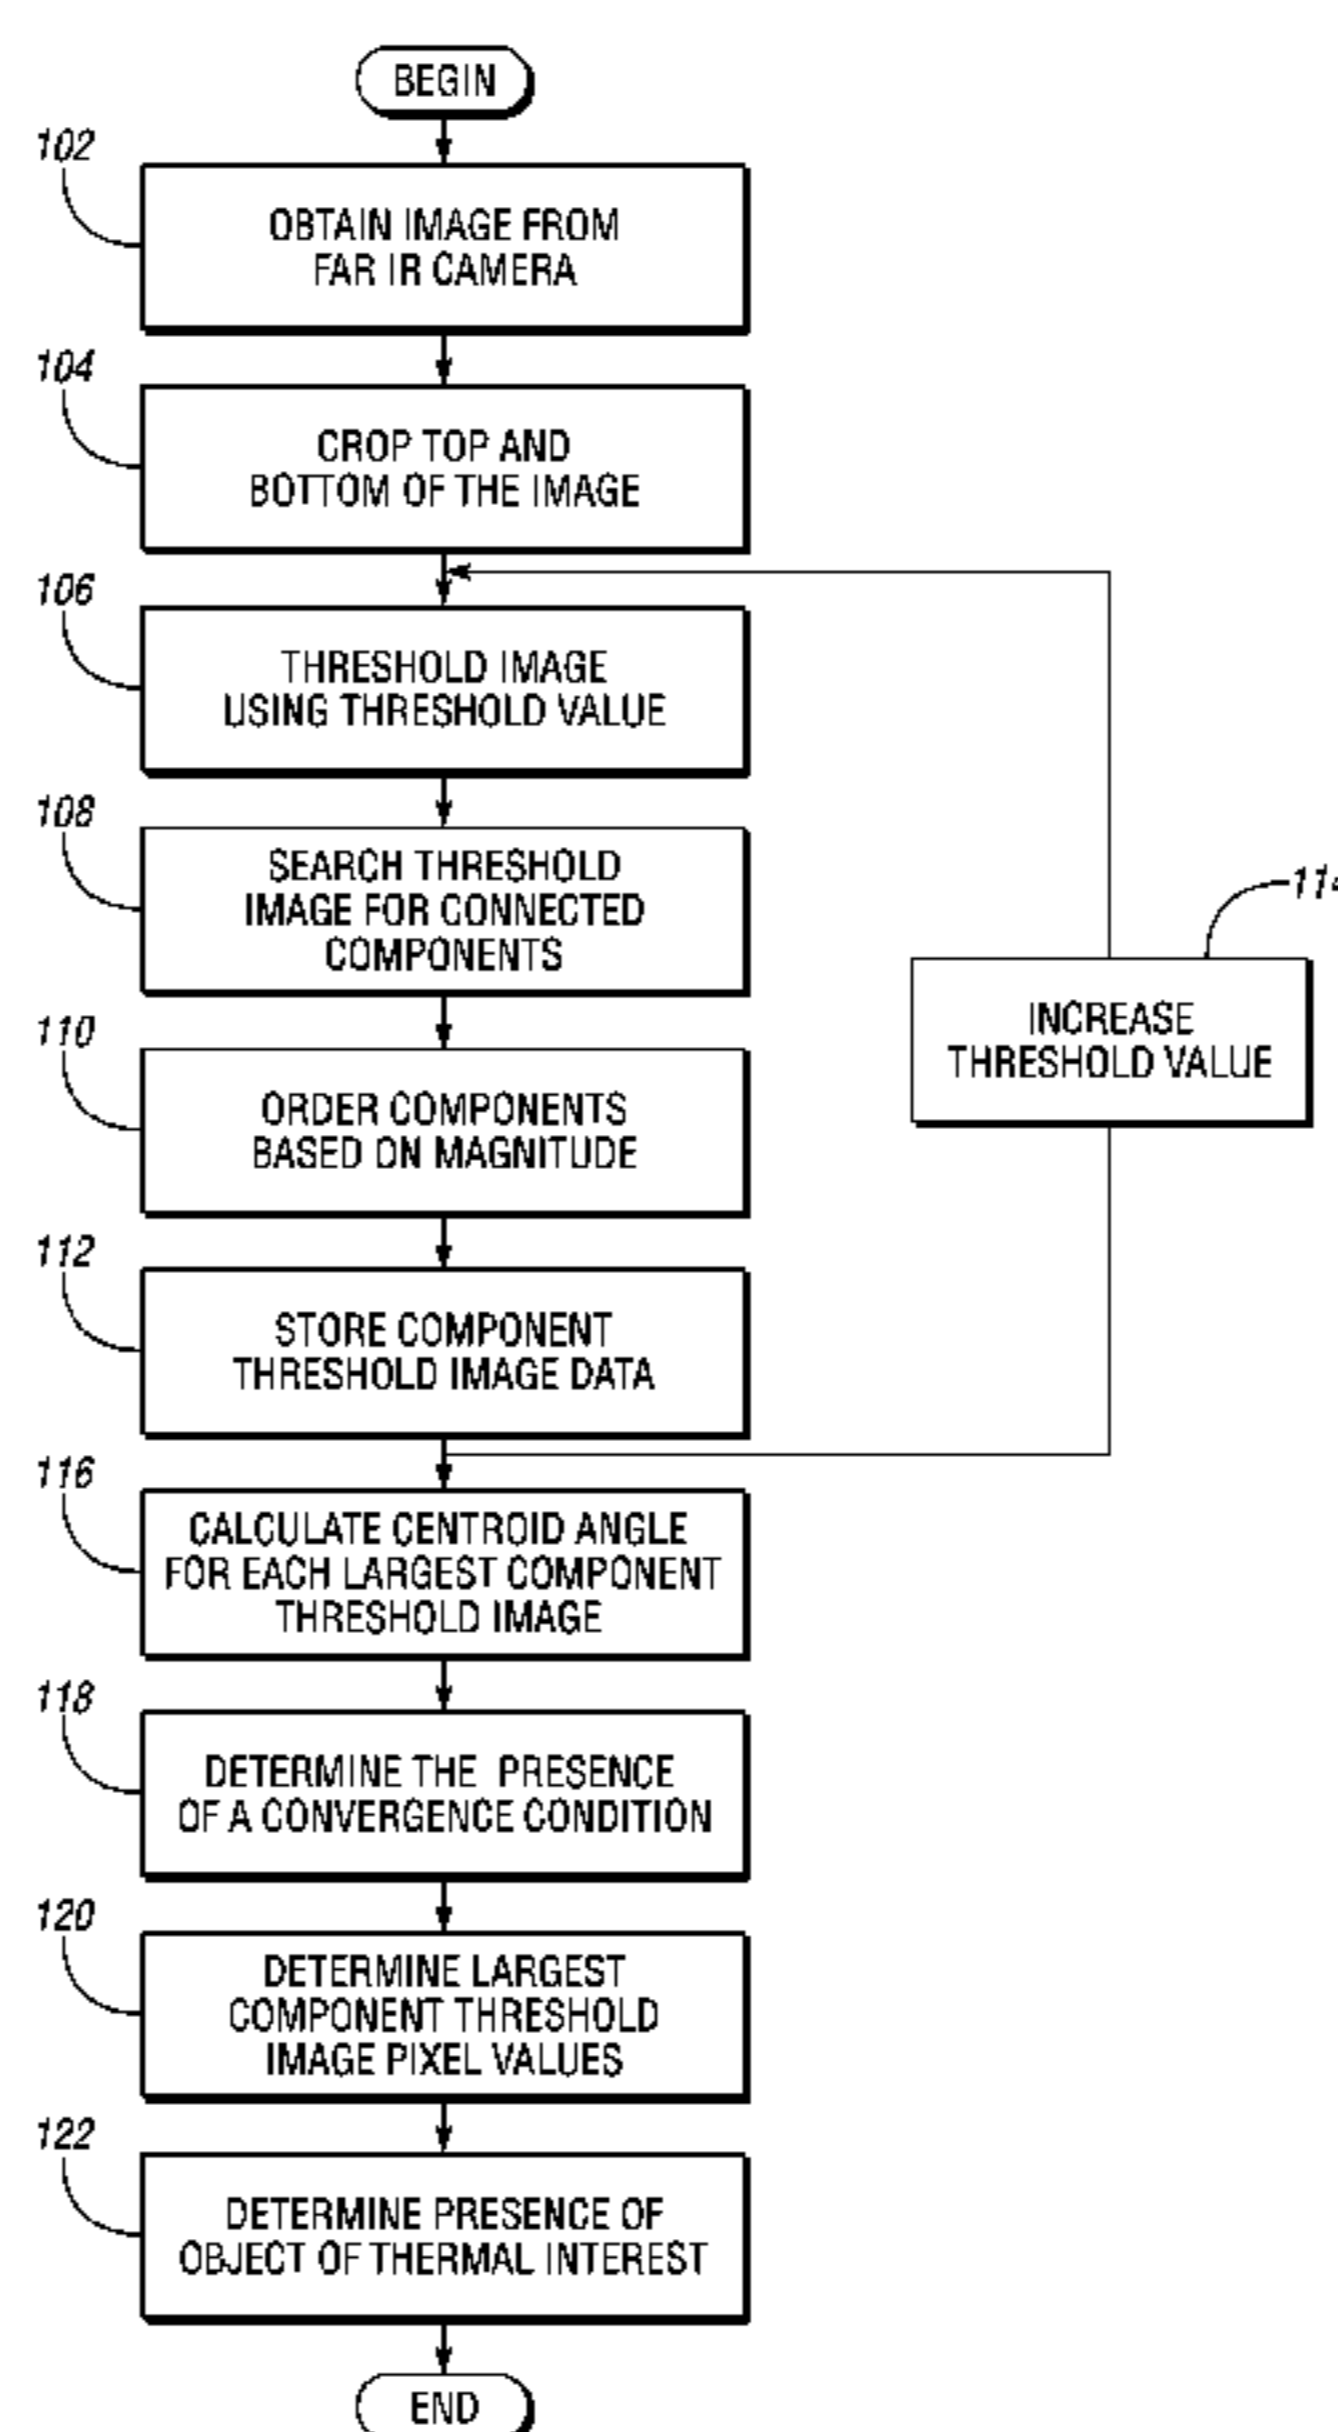 BEGIN
102
OBTAIN IMAGE FROM
FAR IR CAMERA
104
CROP TOP AND
BOTTOM OF THE IMAGE
106
THRESHOLD IMAGE
USING THRESHOLD VALUE
108
SEARCH THRESHOLD
IMAGE FOR CONNECTED
COMPONENTS
110
ORDER COMPONENTS
BASED ON MAGNITUDE
112
STORE COMPONENT
THRESHOLD IMAGE DATA
INCREASE
THRESHOLD VALUE
116
CALCULATE CENTROID ANGLE
FOR EACH LARGEST COMPONENT
THRESHOLD IMAGE
118
DETERMINE THE PRESENCE
OF A CONVERGENCE CONDITION
120
DETERMINE LARGEST
COMPONENT THRESHOLD
IMAGE PIXEL VALUES
122
DETERMINE PRESENCE OF
OBJECT OF THERMAL INTEREST
END